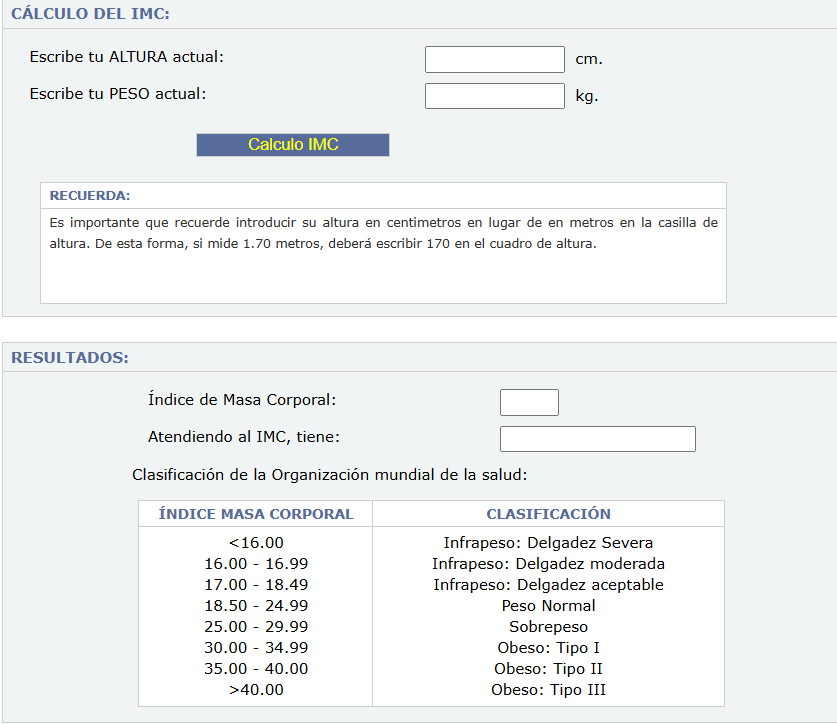 CÁLCULO DEL IMC:
Escribe tu ALTURA actual: cm.
Escribe tu PESO actual: kg.
Calculo IMC
RECUERDA:
Es importante que recuerde introducir su altura en centimetros en lugar de en metros en la casilla de
altura. De esta forma, si mide 1.70 metros, deberá escribir 170 en el cuadro de altura.
RESULTADOS:
Índice de Masa Corporal:
Atendiendo al IMC, tiene:
Clasificación de la Organización mundial de la salud:
ÍNDICE MASA CORPORAL CLASIFICACIÓN
<16.00 Infrapeso: Delgadez Severa
16.00 - 16.99 Infrapeso: Delgadez moderada
17.00 - 18.49 Infrapeso: Delgadez aceptable
18.50 - 24.99 Peso Normal
25.00 - 29.99 Sobrepeso
30.00 - 34.99 Obeso: Tipo I
35.00 - 40.00 Obeso: Tipo II
>40.00 Obeso: Tipo III